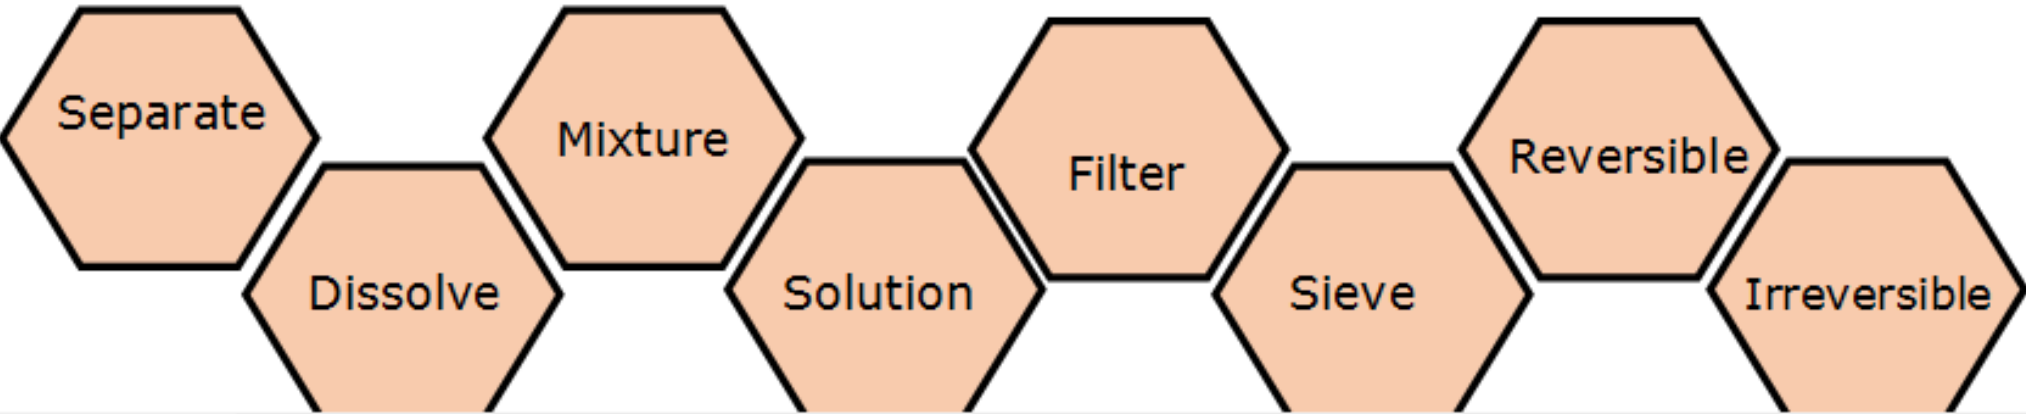 Separate
Dissolve
Mixture
Solution
Filter
Sieve
Reversible
Irreversible